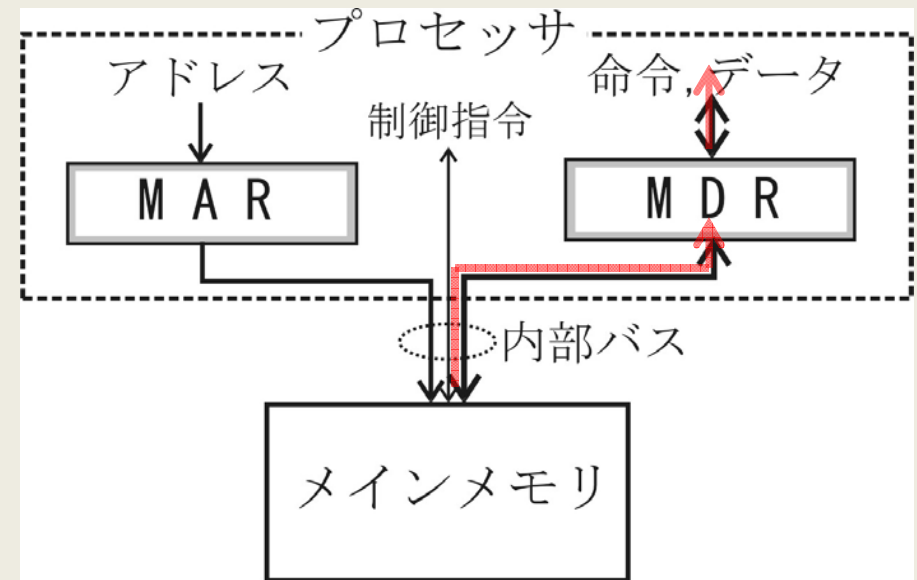 プロセッサ
アドレス
命令,データ
制御指令
MAR
MDR
内部バス
メインメモリ